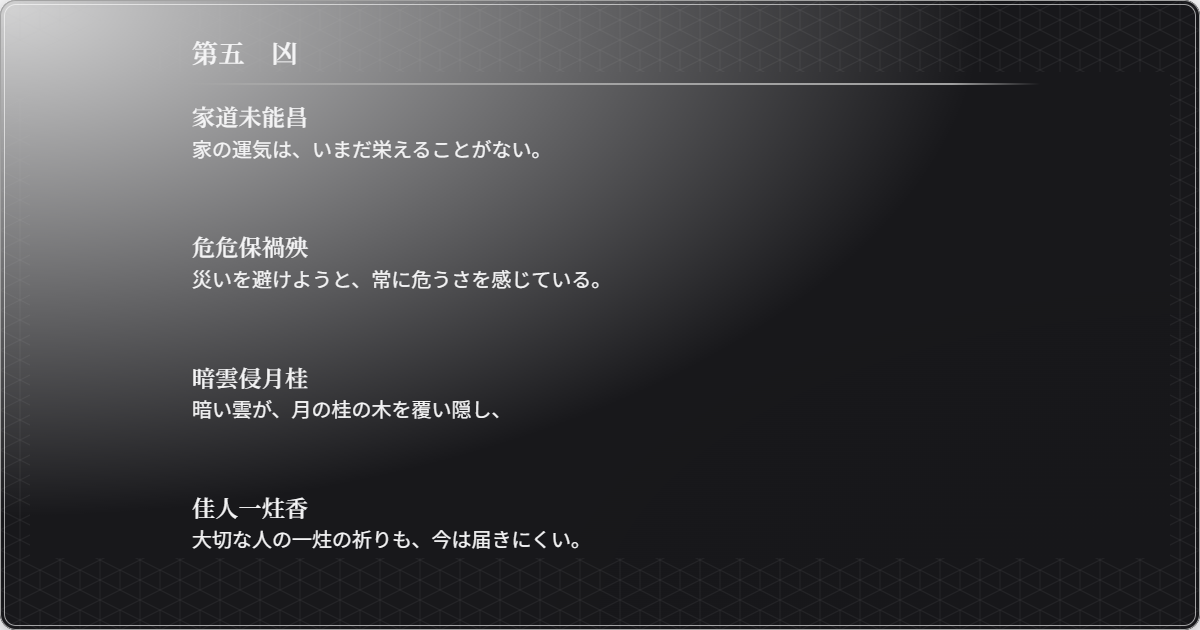 第五　凶
家道未能昌
家の運気は、いまだ栄えることがない。
危危保禍殃
災いを避けようと、常に危うさを感じている。
暗雲侵月桂
暗い雲が、月の桂の木を覆い隠し、
佳人一炷香
大切な人の一炷の祈りも、今は届きにくい。